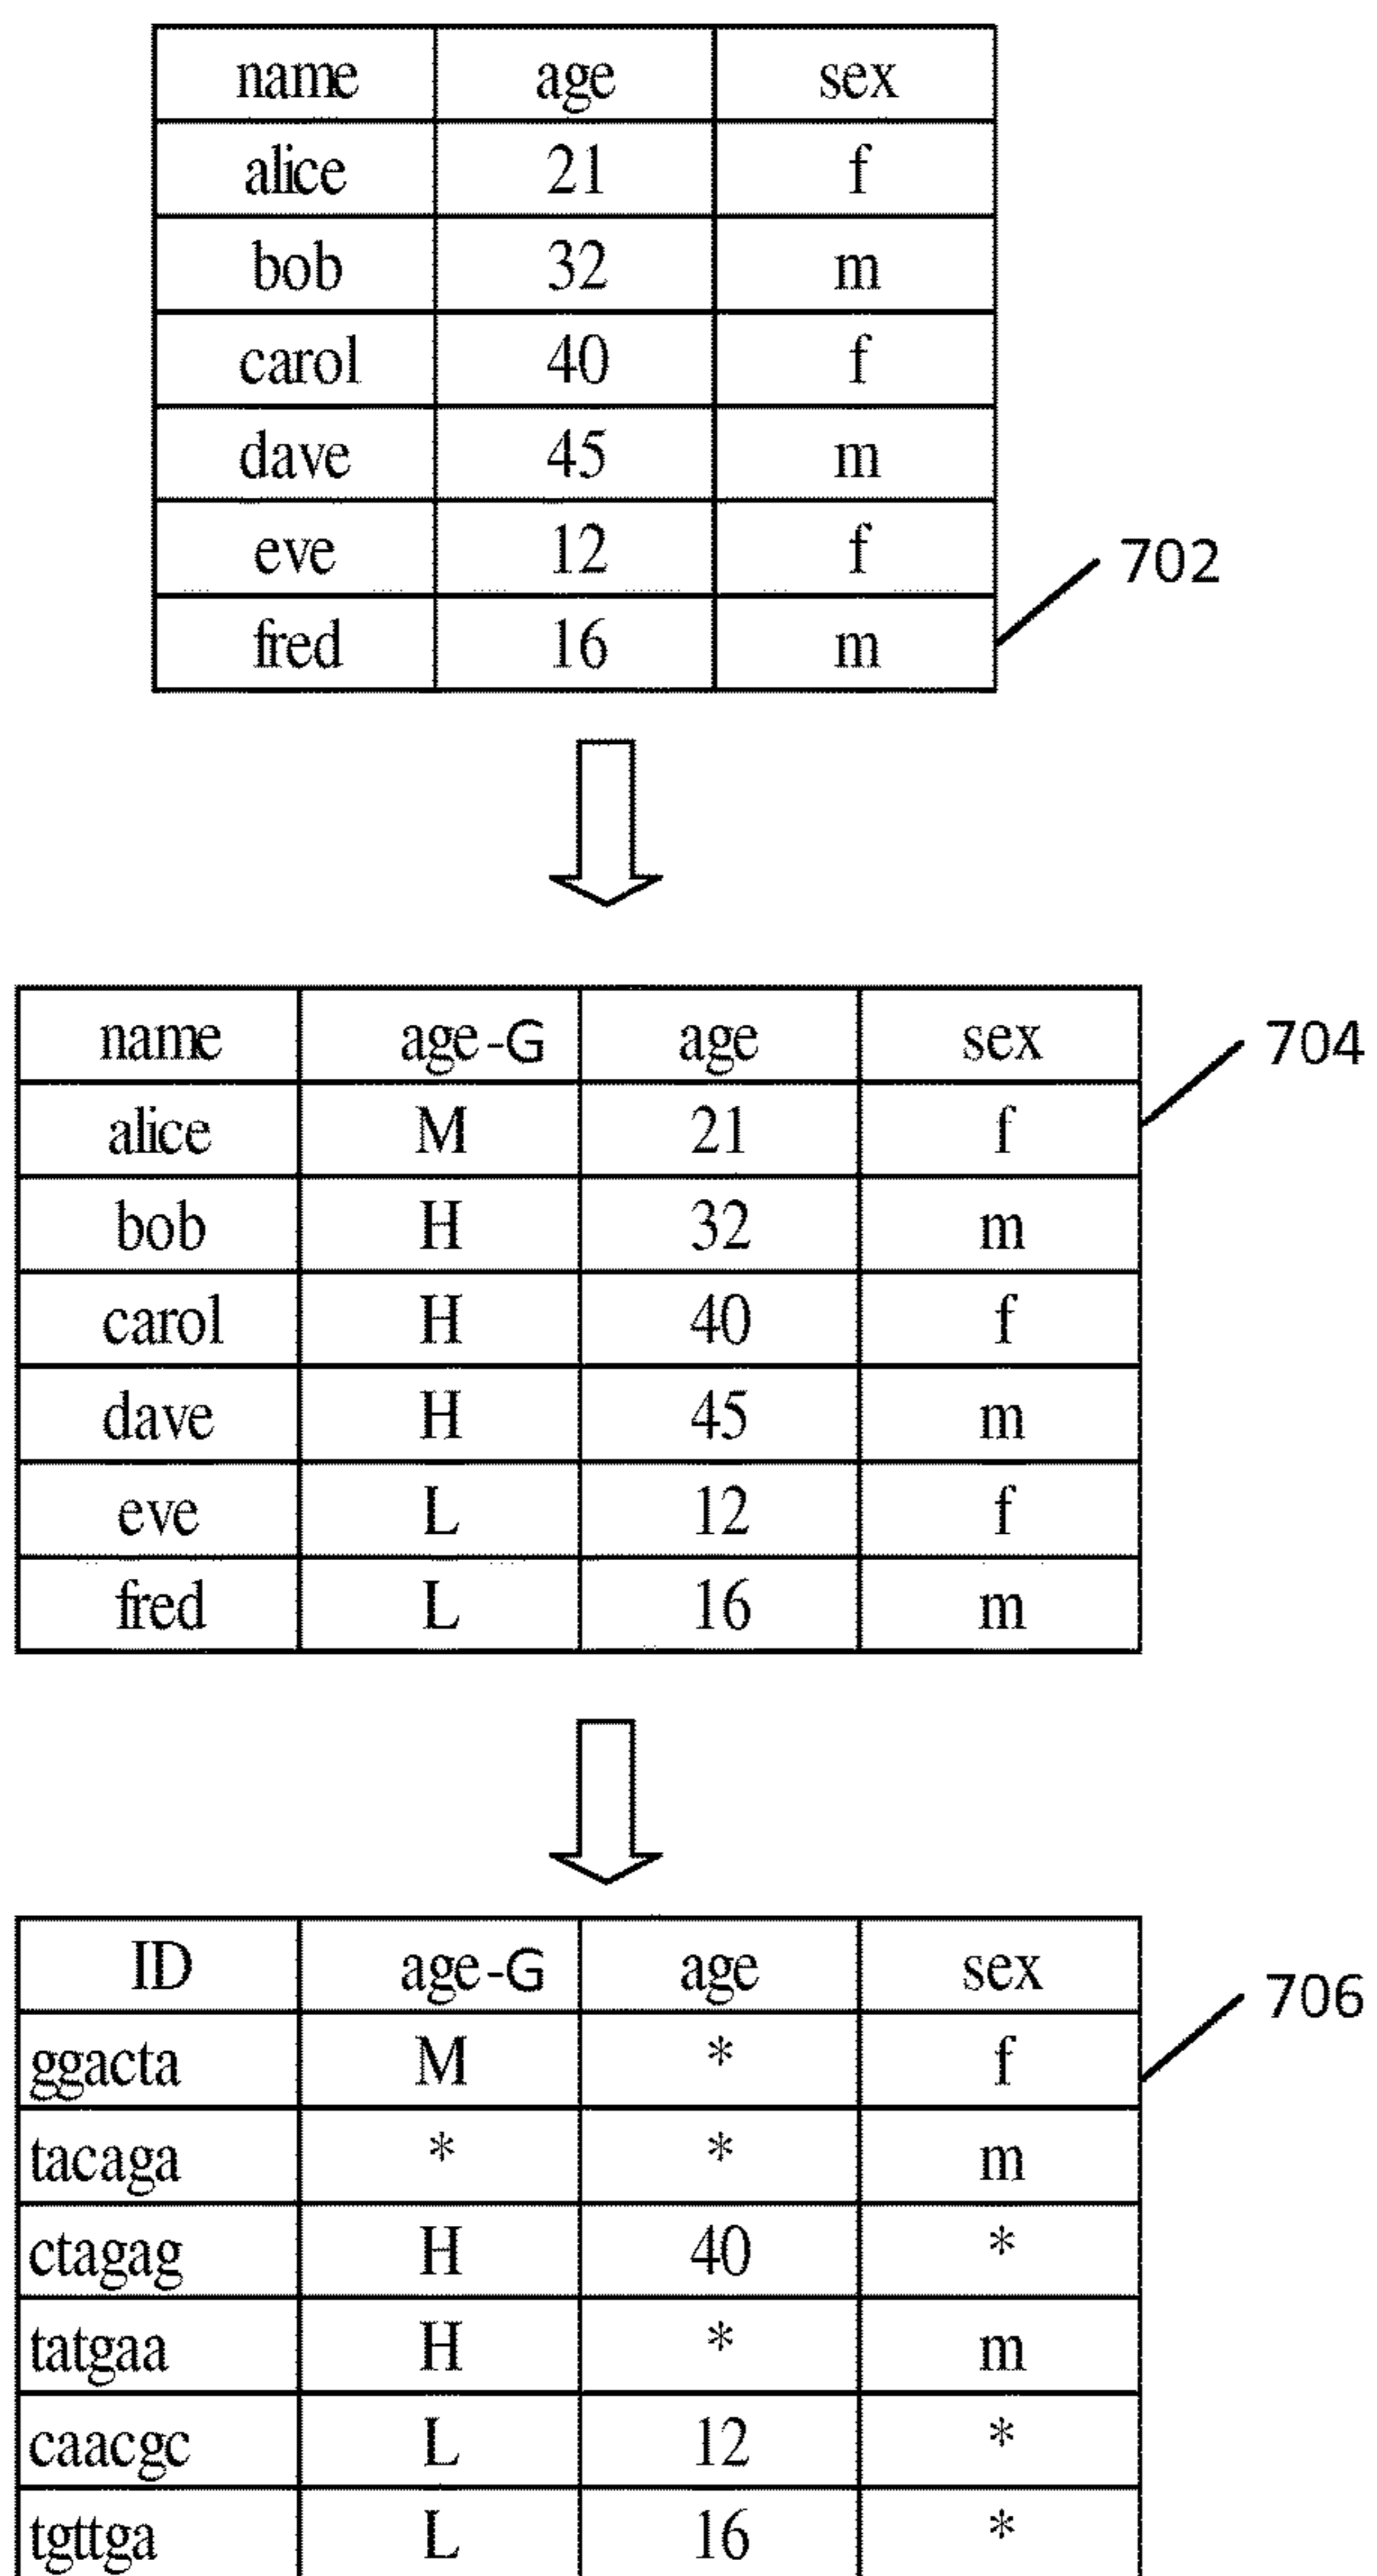 name age sex
alice 21 f
bob 32 m
carol 40 f
dave 45 m
eve 12 f
702
fred 16 m
name age-G age sex
704
alice M 21 f
bob H 32 m
carol H 40 f
dave H 45 m
eve L 12 f
fred L 16 m
ID age-G age sex
706
ggacta M * f
tacaga * * m
ctagag H 40 *
tatgaa H * m
caacgc L 12 *
tgttga L 16 *